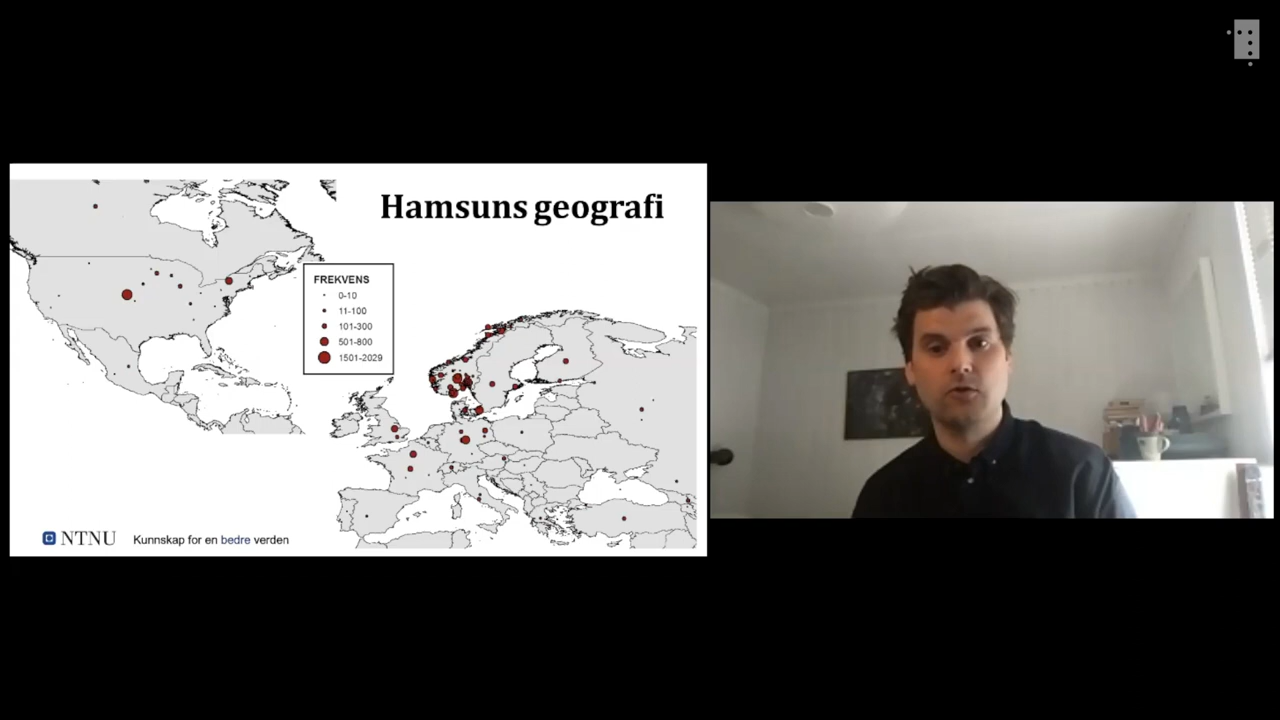 Hamsuns geografi
FREKVENS
0-10
11-100
101-300
501-800
1501-2029
NTNU Kunnskap for en bedre verden